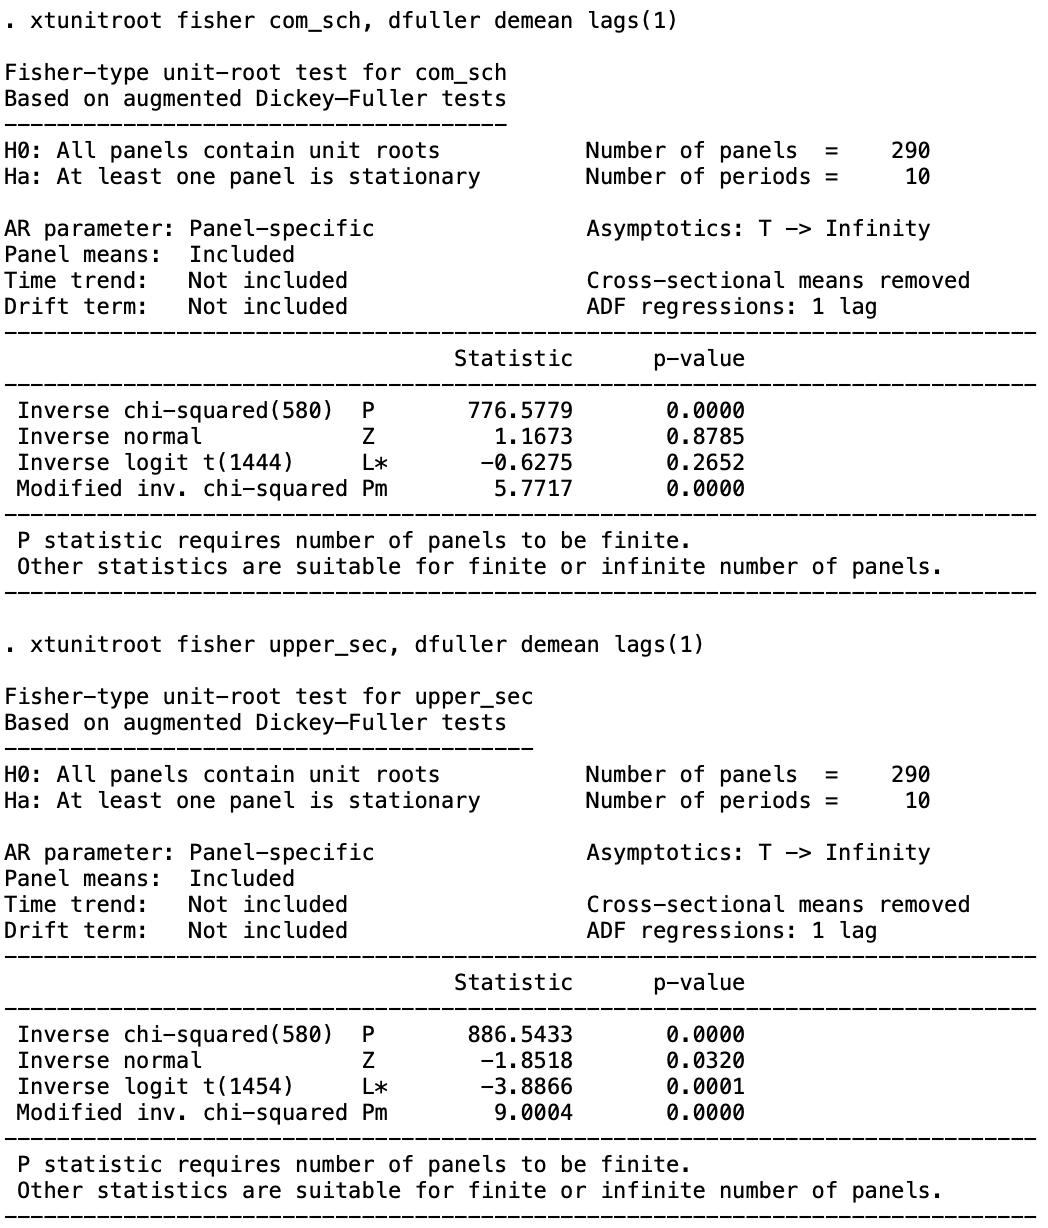 . xtunitroot fisher com_sch, dfuller demean lags(1)
Fisher-type unit-root test for com_sch
Based on augmented Dickey–Fuller tests
---------------------------------------
H0: All panels contain unit roots           Number of panels  =    290
Ha: At least one panel is stationary        Number of periods =     10
AR parameter: Panel-specific                Asymptotics: T -> Infinity
Panel means:  Included
Time trend:   Not included                  Cross-sectional means removed
Drift term:   Not included                  ADF regressions: 1 lag
------------------------------------------------------------------------------
                                  Statistic      p-value
------------------------------------------------------------------------------
 Inverse chi-squared(580)  P       776.5779       0.0000
 Inverse normal            Z         1.1673       0.8785
 Inverse logit t(1444)     L*       -0.6275       0.2652
 Modified inv. chi-squared Pm        5.7717       0.0000
------------------------------------------------------------------------------
 P statistic requires number of panels to be finite.
 Other statistics are suitable for finite or infinite number of panels.
------------------------------------------------------------------------------
. xtunitroot fisher upper_sec, dfuller demean lags(1)
Fisher-type unit-root test for upper_sec
Based on augmented Dickey–Fuller tests
----------------------------------------
H0: All panels contain unit roots           Number of panels  =    290
Ha: At least one panel is stationary        Number of periods =     10
AR parameter: Panel-specific                Asymptotics: T -> Infinity
Panel means:  Included
Time trend:   Not included                  Cross-sectional means removed
Drift term:   Not included                  ADF regressions: 1 lag
------------------------------------------------------------------------------
                                  Statistic      p-value
------------------------------------------------------------------------------
 Inverse chi-squared(580)  P       886.5433       0.0000
 Inverse normal            Z        -1.8518       0.0320
 Inverse logit t(1454)     L*       -3.8866       0.0001
 Modified inv. chi-squared Pm        9.0004       0.0000
------------------------------------------------------------------------------
 P statistic requires number of panels to be finite.
 Other statistics are suitable for finite or infinite number of panels.
------------------------------------------------------------------------------